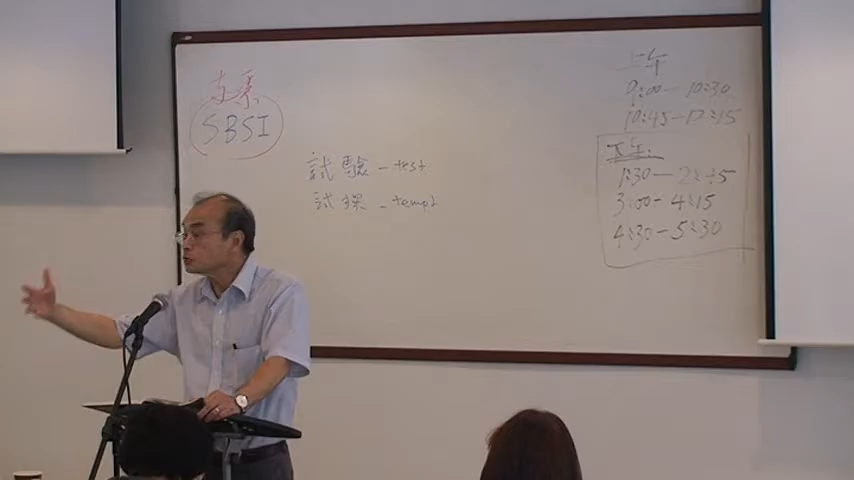 SBSI
試驗 - test
試探 - tempt
上午
9:00 - 10:30
10:45 - 12:15
下午
1:30 - 2:45
3:00 - 4:15
4:30 - 5:30